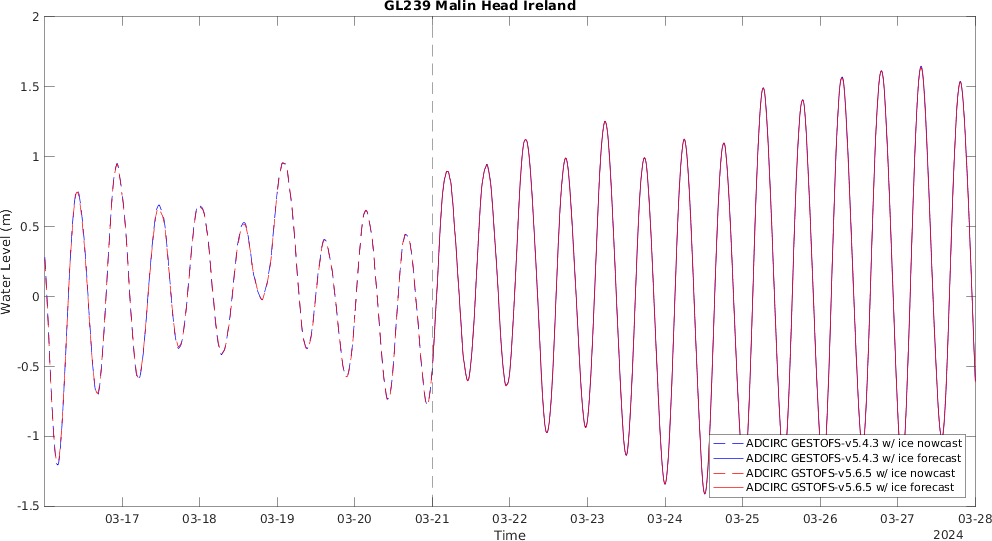 GL239 Malin Head Ireland
2
1.5
1
0.5
0
-0.5
-1
-1.5
Water Level (m)
ADCIRC GESTOFS-v5.4.3 w/ ice nowcast
ADCIRC GESTOFS-v5.4.3 w/ ice forecast
ADCIRC GSTOFS-v5.6.5 w/ ice nowcast
ADCIRC GSTOFS-v5.6.5 w/ ice forecast
03-17 03-18 03-19 03-20 03-21 03-22 03-23 03-24 03-25 03-26 03-27 03-28
Time
2024